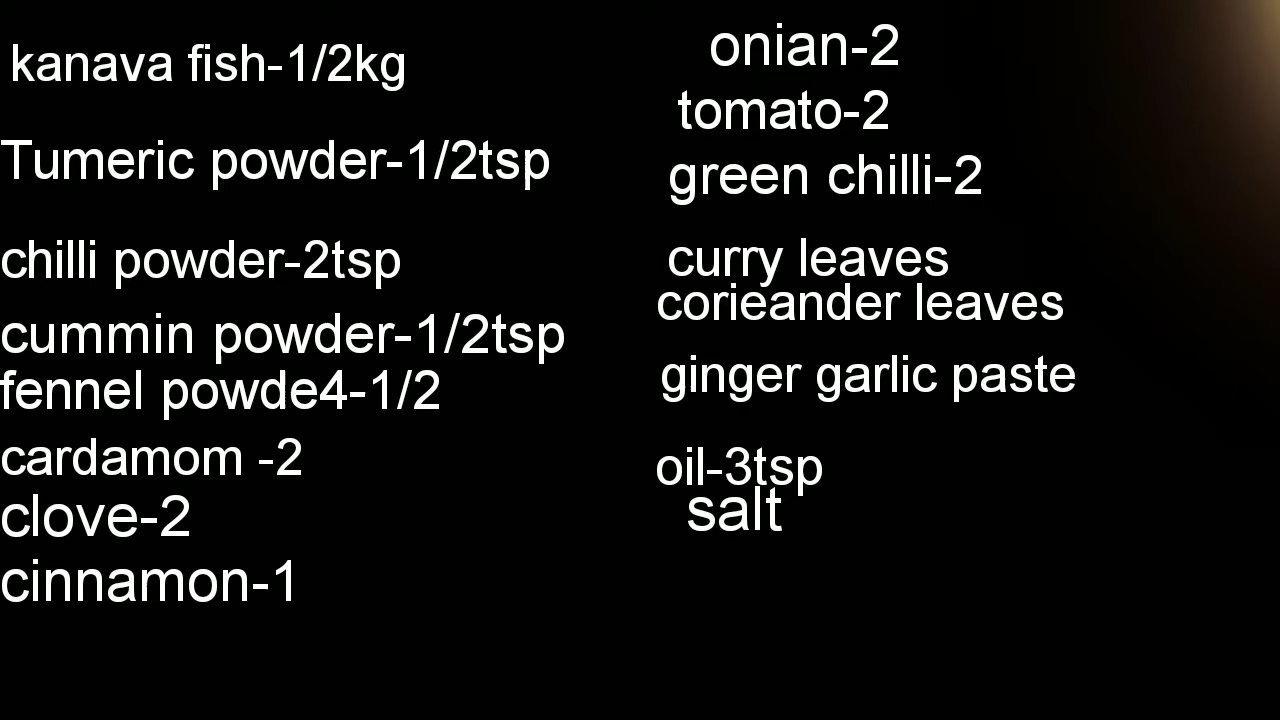 kanava fish-1/2kg
Tumeric powder-1/2tsp
chilli powder-2tsp
cummin powder-1/2tsp
fennel powde4-1/2
cardamom -2
clove-2
cinnamon-1
onian-2
tomato-2
green chilli-2
curry leaves
corieander leaves
ginger garlic paste
oil-3tsp
salt